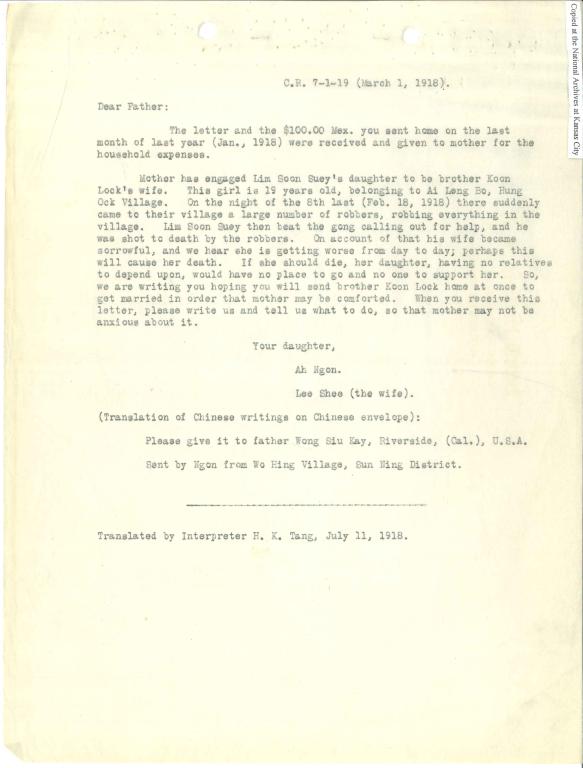 Copied at the National Archives at Kansas City
C.R. 7-1-19 (March 1, 1918).
Dear Father:
The letter and the $100.00 Mex. you sent home on the last
month of last year (Jan., 1918) were received and given to mother for the
household expenses.
Mother has engaged Lim Soon Suey's daughter to be brother Koon
Lock's wife. This girl is 19 years old, belonging to Ai Leng Bo, Hung
Ock Village. On the night of the 8th last (Feb. 18, 1918) there suddenly
came to their village a large number of robbers, robbing everything in the
village. Lim Soon Suey then beat the gong calling out for help, and he
was shot to death by the robbers. On account of that his wife became
sorrowful, and we hear she is getting worse from day to day; perhaps this
will cause her death. If she should die, her daughter, having no relatives
to depend upon, would have no place to go and no one to support her. So,
we are writing you hoping you will send brother Koon Lock home at once to
get married in order that mother may be comforted. When you receive this
letter, please write us and tell us what to do, so that mother may not be
anxious about it.
Your daughter,
Ah Ngon.
Lee Shee (the wife).
(Translation of Chinese writings on Chinese envelope):
Please give it to father Wong Siu Kay, Riverside, (Cal.), U.S.A.
Sent by Ngon from Wo Hing Village, Sun Ning District.
Translated by Interpreter H. K. Tang, July 11, 1918.